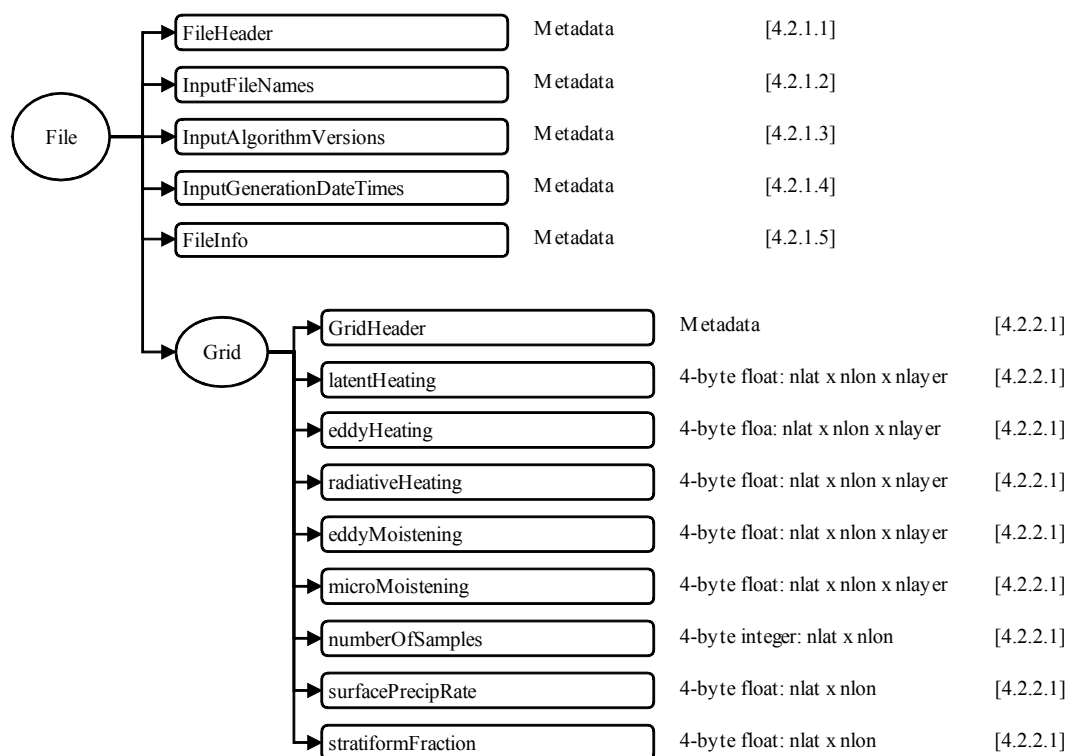 FileHeader Metadata [4.2.1.1]
InputFileNames Metadata [4.2.1.2]
File InputAlgorithmVersions Metadata [4.2.1.3]
InputGenerationDateTimes Metadata [4.2.1.4]
FileInfo Metadata [4.2.1.5]
GridHeader Metadata [4.2.2.1]
Grid
latentHeating 4-byte float: nlat x nlon x nlayer [4.2.2.1]
eddyHeating 4-byte floa: nlat x nlon x nlayer [4.2.2.1]
radiativeHeating 4-byte float: nlat x nlon x nlayer [4.2.2.1]
eddyMoistening 4-byte float: nlat x nlon x nlayer [4.2.2.1]
microMoistening 4-byte float: nlat x nlon x nlayer [4.2.2.1]
numberOfSamples 4-byte integer: nlat x nlon [4.2.2.1]
surfacePrecipRate 4-byte float: nlat x nlon [4.2.2.1]
stratiformFraction 4-byte float: nlat x nlon [4.2.2.1]